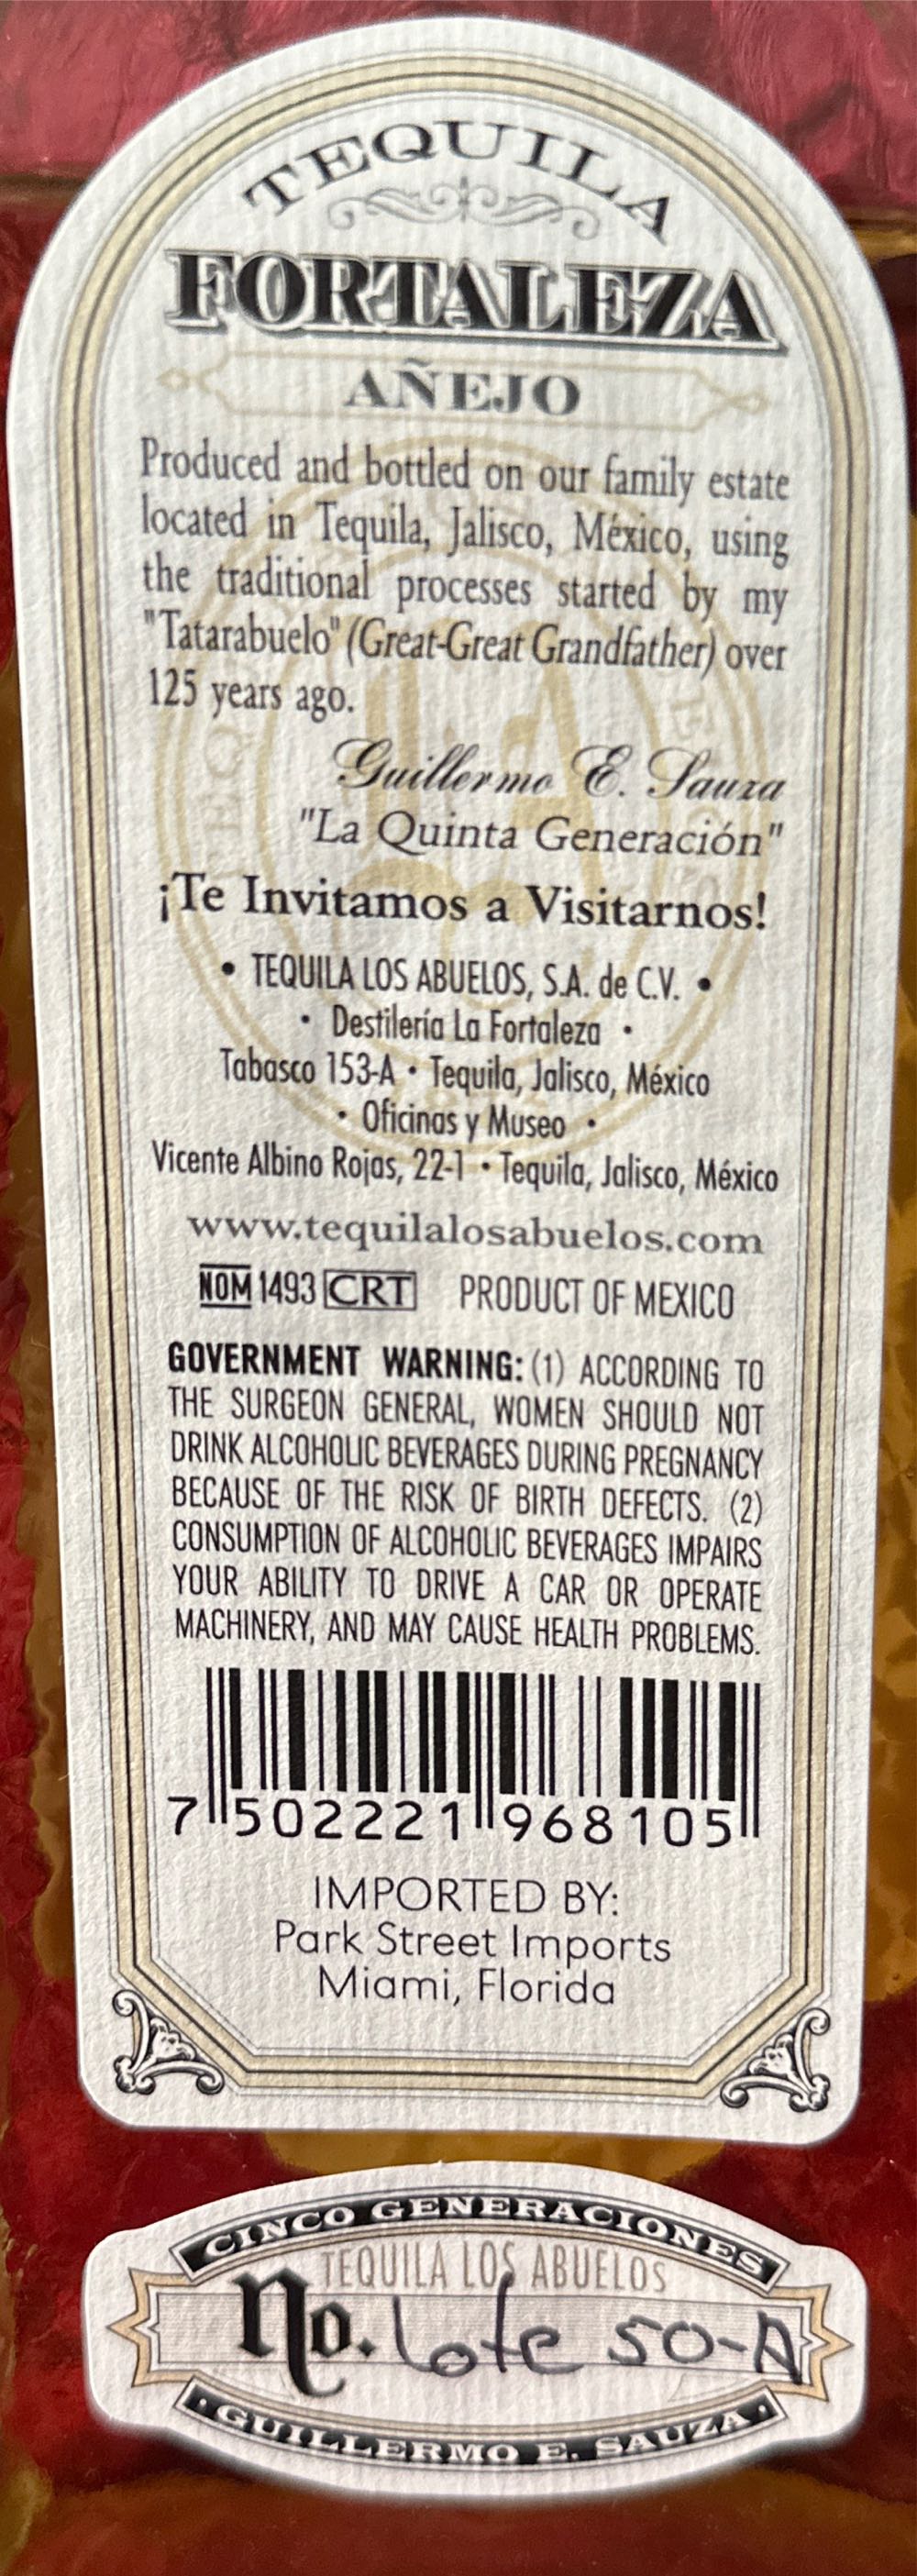 TEQUILA
FORTALEZA
AÑEJO
Produced and bottled on our family estate
located in Tequila, Jalisco, México, using
the traditional processes started by my
"Tatarabuelo" (Great-Great Grandfather) over
125 years ago.
Guillermo E. Sauza
"La Quinta Generación"
¡Te Invitamos a Visitarnos!
• TEQUILA LOS ABUELOS, S.A. de C.V. •
• Destilería La Fortaleza •
Tabasco 153-A • Tequila, Jalisco, México
• Oficinas y Museo •
Vicente Albino Rojas, 22-1 • Tequila, Jalisco, México
www.tequilalosabuelos.com
NOM 1493 CRT PRODUCT OF MEXICO
GOVERNMENT WARNING: (1) ACCORDING TO
THE SURGEON GENERAL, WOMEN SHOULD NOT
DRINK ALCOHOLIC BEVERAGES DURING PREGNANCY
BECAUSE OF THE RISK OF BIRTH DEFECTS. (2)
CONSUMPTION OF ALCOHOLIC BEVERAGES IMPAIRS
YOUR ABILITY TO DRIVE A CAR OR OPERATE
MACHINERY, AND MAY CAUSE HEALTH PROBLEMS.
7 502221 968105
IMPORTED BY:
Park Street Imports
Miami, Florida
CINCO GENERACIONES
TEQUILA LOS ABUELOS
No. Lote 50-A
• GUILLERMO E. SAUZA •